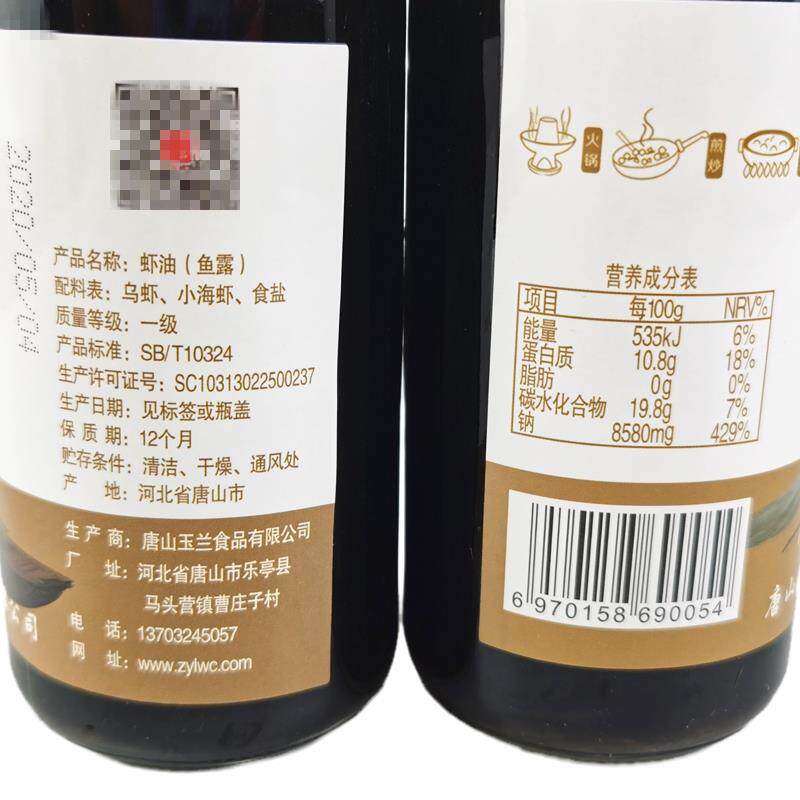 2020/05/04
产品名称：虾油（鱼露）
配料表：乌虾、小海虾、食盐
质量等级：一级
产品标准：SB/T10324
生产许可证号：SC10313022500237
生产日期：见标签或瓶盖
保质期：12个月
贮存条件：清洁、干燥、通风处
产地：河北省唐山市
生产商：唐山玉兰食品有限公司
厂址：河北省唐山市乐亭县
马头营镇曹庄子村
电话：13703245057
网址：www.zylwc.com
公司
火锅
煎炒
营养成分表
项目 每100g NRV%
能量 535kJ 6%
蛋白质 10.8g 18%
脂肪 0g 0%
碳水化合物 19.8g 7%
钠 8580mg 429%
6 970158 690054
唐山